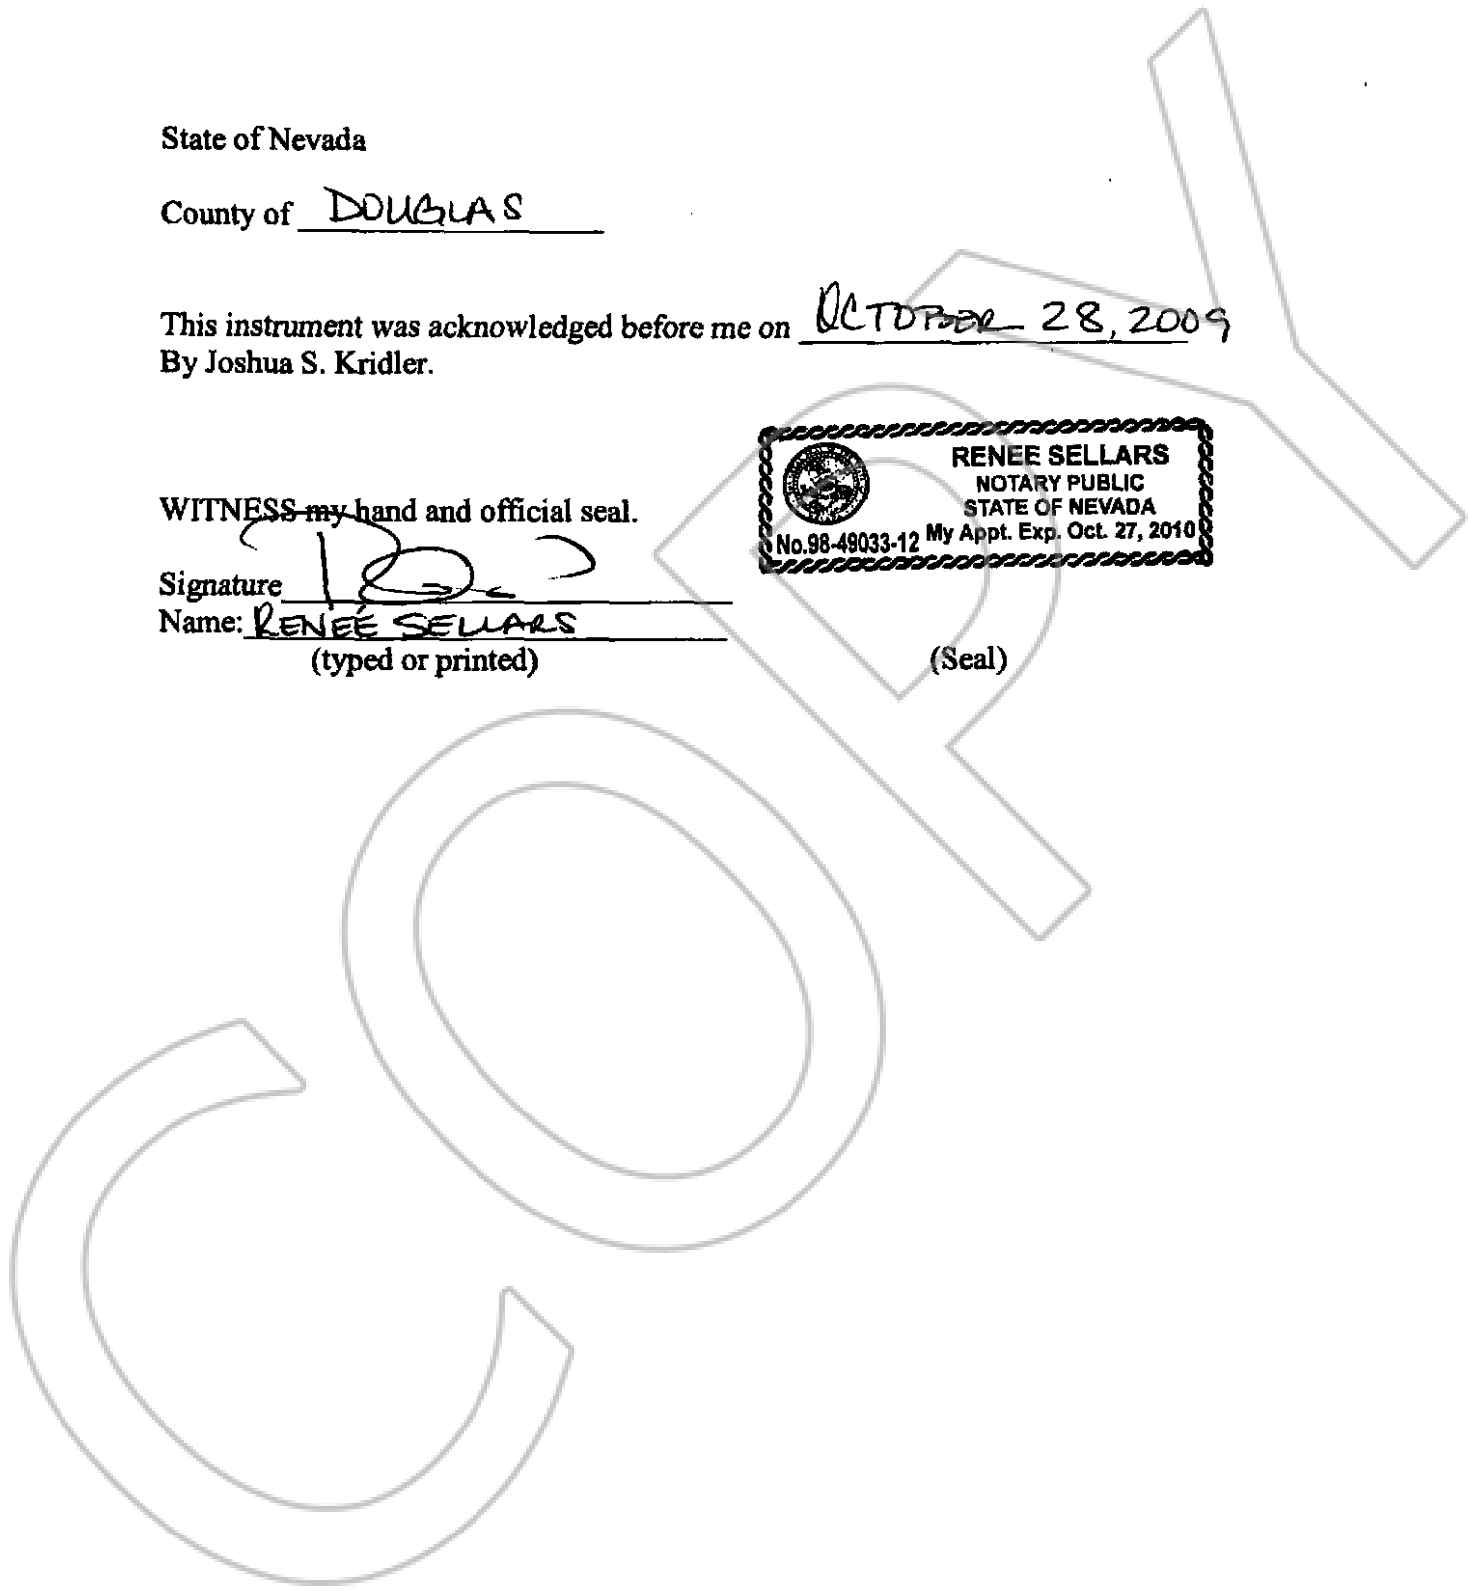 State of Nevada
County of DOUGLAS
This instrument was acknowledged before me on OCTOBER 28, 2009
By Joshua S. Kridler.
RENEE SELLARS
NOTARY PUBLIC
STATE OF NEVADA
No.98-49033-12 My Appt. Exp. Oct. 27, 2010
WITNESS my hand and official seal.
Signature
Name: RENEÉ SELLARS
(typed or printed) (Seal)
COPY